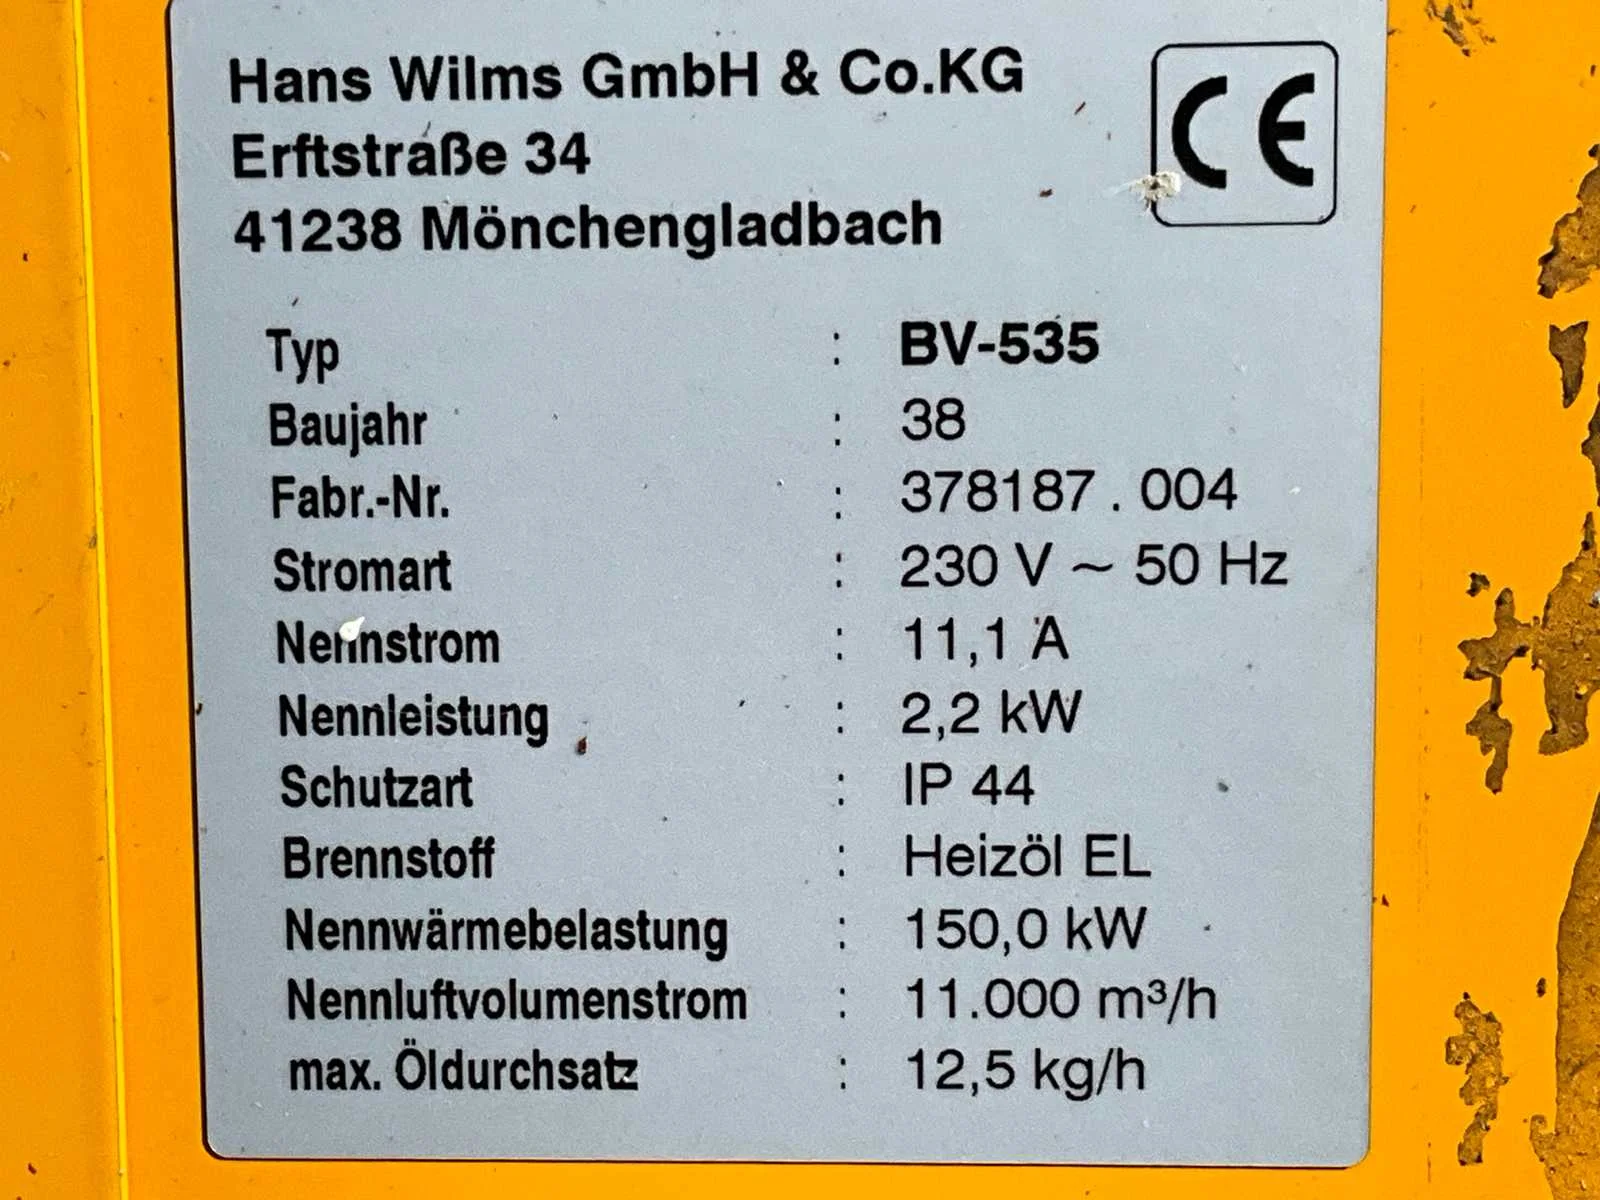 Hans Wilms GmbH & Co.KG
CE
Erftstraße 34
41238 Mönchengladbach
Typ : BV-535
Baujahr : 38
Fabr.-Nr. : 378187 . 004
Stromart : 230 V ~ 50 Hz
Nennstrom : 11,1 A
Nennleistung : 2,2 kW
Schutzart : IP 44
Brennstoff : Heizöl EL
Nennwärmebelastung : 150,0 kW
Nennluftvolumenstrom : 11.000 m³/h
max. Öldurchsatz : 12,5 kg/h